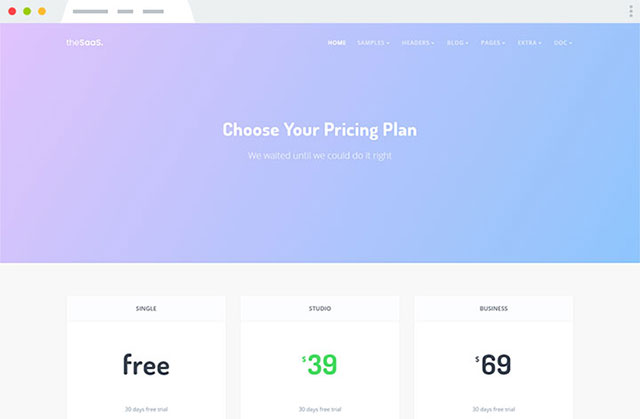 theSaaS.
HOME SAMPLES HEADERS BLOG PAGES EXTRA DOC
Choose Your Pricing Plan
We waited until we could do it right
SINGLE STUDIO BUSINESS
free $39 $69
30 days free trial 30 days free trial 30 days free trial